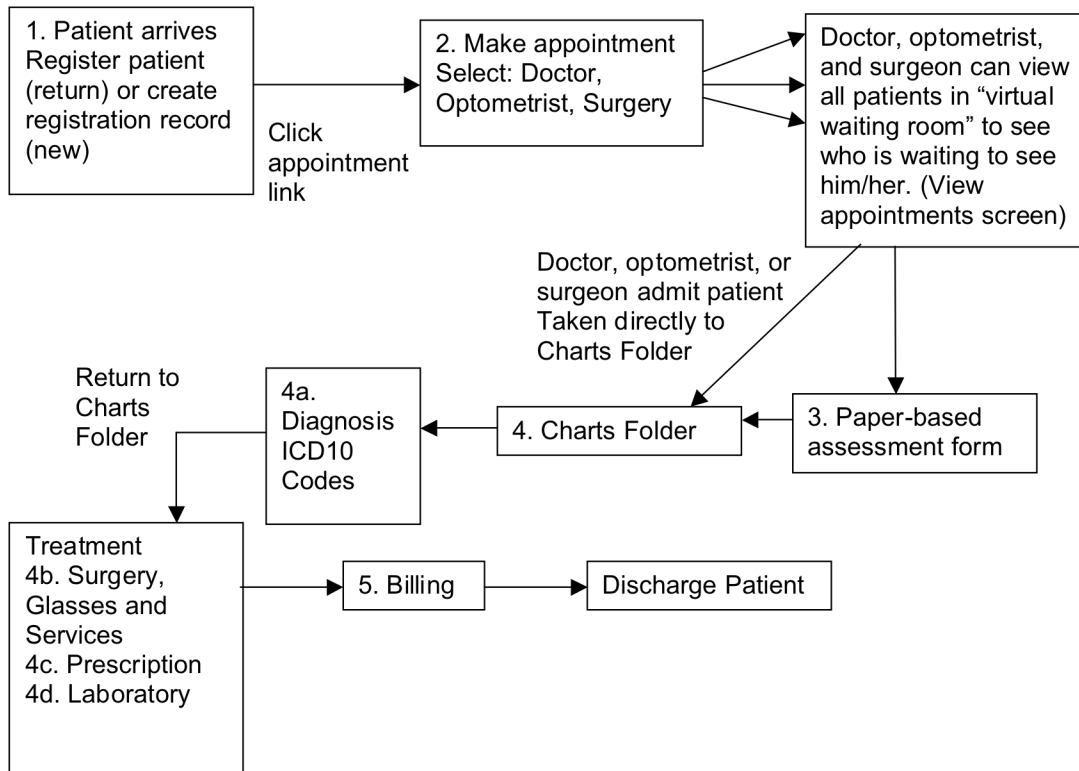 1. Patient arrives
Register patient
(return) or create
registration record
(new)
Click
appointment
link
2. Make appointment
Select: Doctor,
Optometrist, Surgery
Doctor, optometrist,
and surgeon can view
all patients in “virtual
waiting room” to see
who is waiting to see
him/her. (View
appointments screen)
Doctor, optometrist, or
surgeon admit patient
Taken directly to
Charts Folder
3. Paper-based
assessment form
4. Charts Folder
4a.
Diagnosis
ICD10
Codes
Return to
Charts
Folder
Treatment
4b. Surgery,
Glasses and
Services
4c. Prescription
4d. Laboratory
5. Billing
Discharge Patient